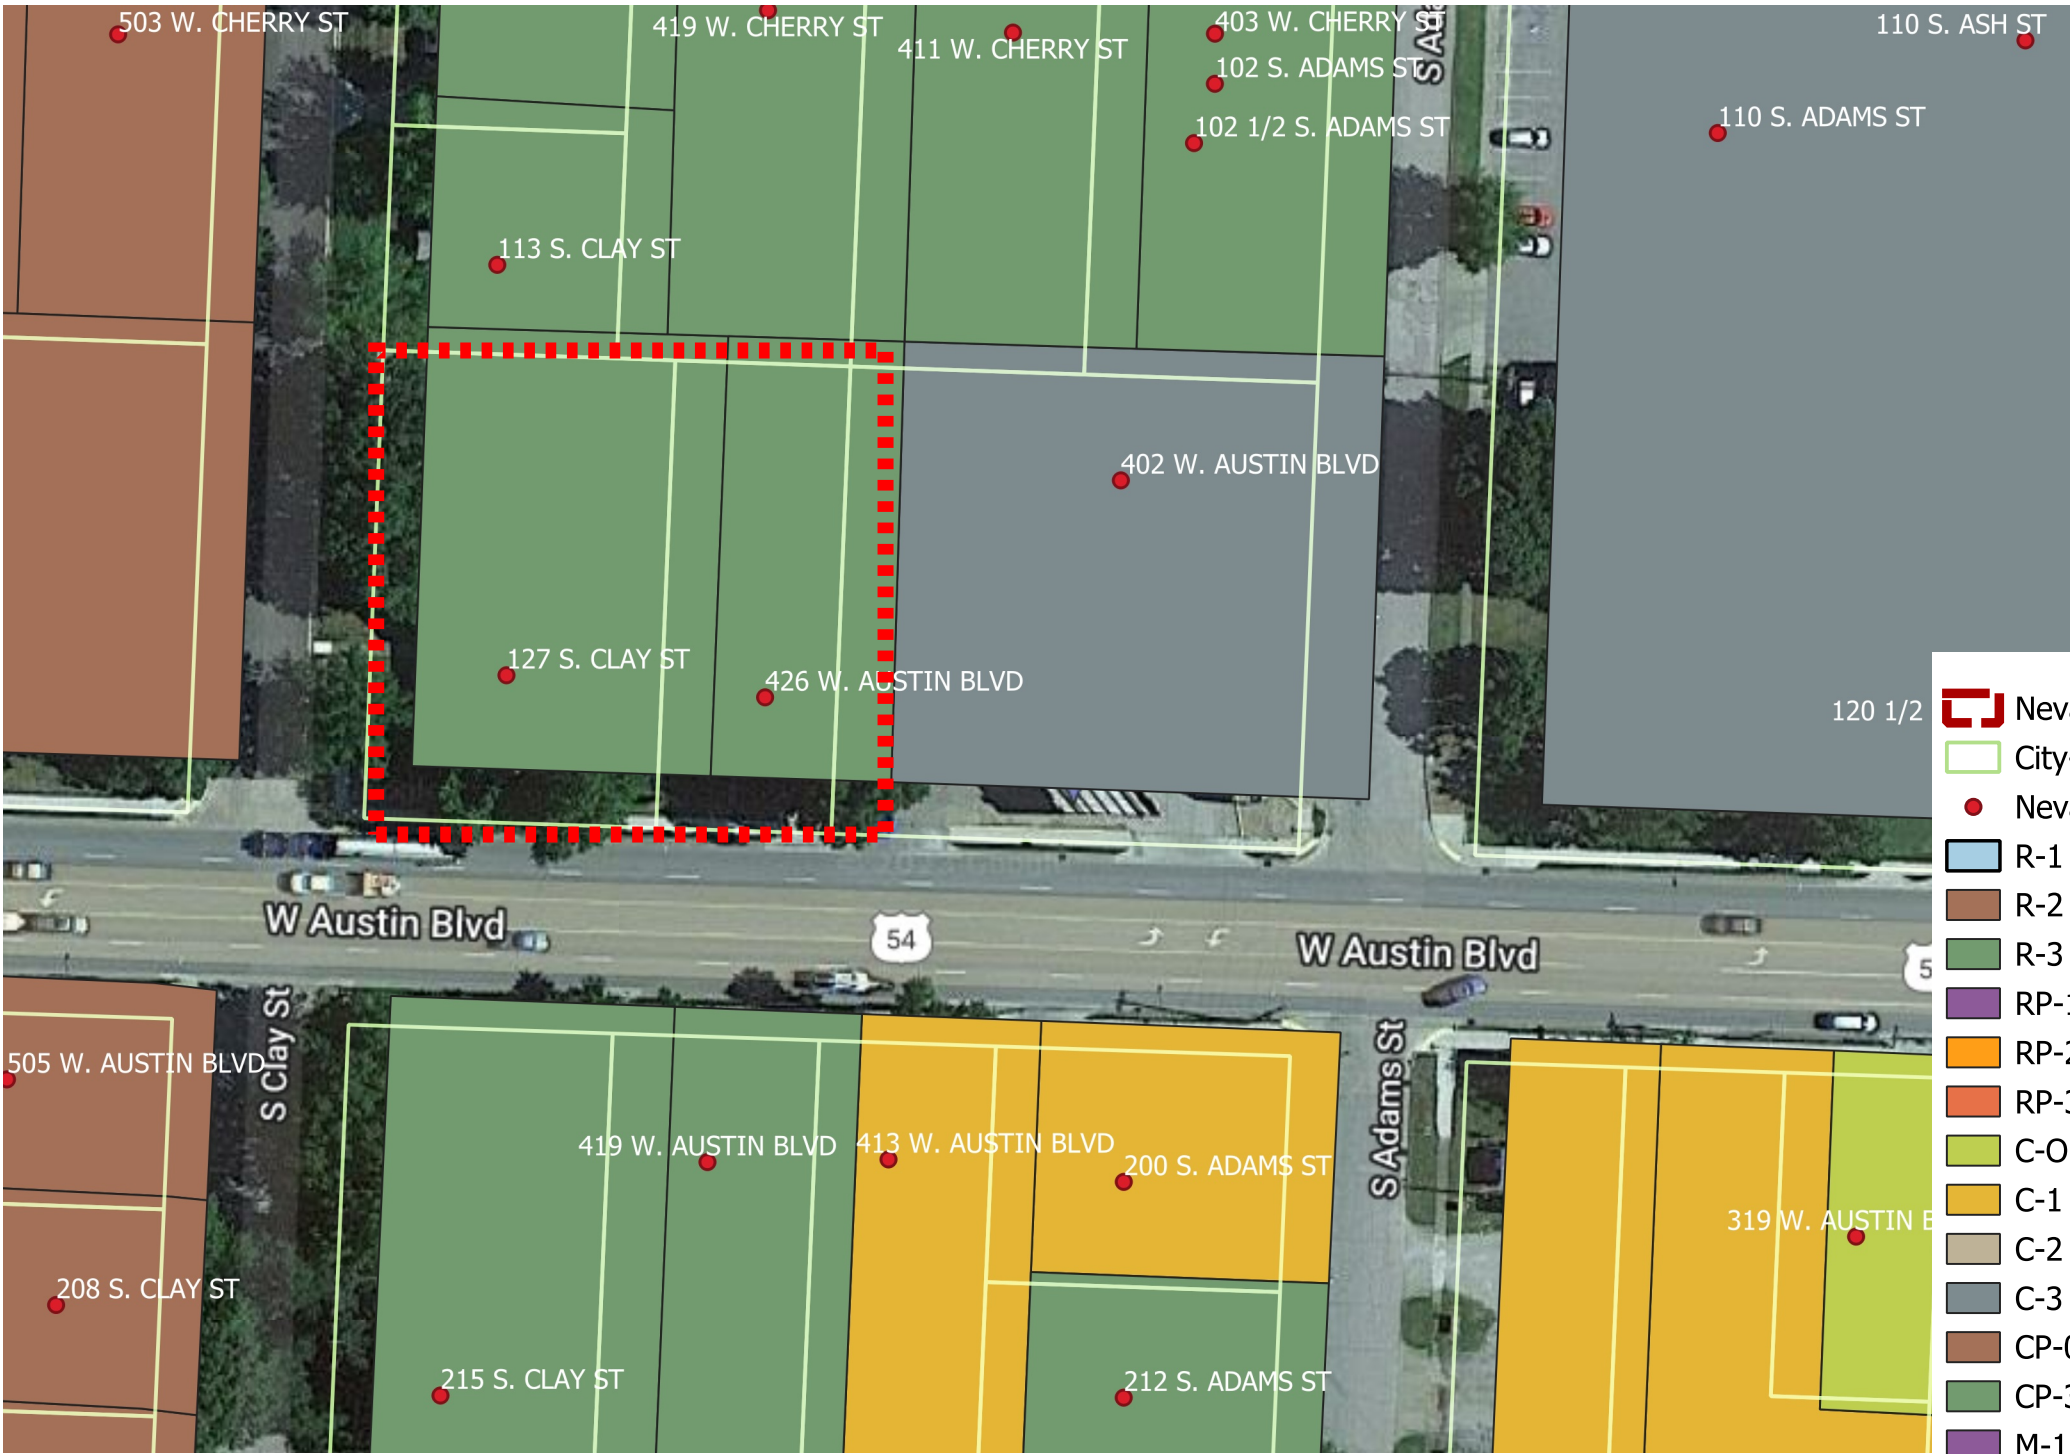 503 W. CHERRY ST
419 W. CHERRY ST
411 W. CHERRY ST
403 W. CHERRY ST
102 S. ADAMS ST
102 1/2 S. ADAMS ST
110 S. ASH ST
110 S. ADAMS ST
113 S. CLAY ST
402 W. AUSTIN BLVD
127 S. CLAY ST
426 W. AUSTIN BLVD
120 1/2
W Austin Blvd
54
W Austin Blvd
S Clay St
S Adams St
505 W. AUSTIN BLVD
419 W. AUSTIN BLVD
413 W. AUSTIN BLVD
200 S. ADAMS ST
319 W. AUSTIN
208 S. CLAY ST
215 S. CLAY ST
212 S. ADAMS ST
R-1
R-2
R-3
C-O
C-1
C-2
C-3
M-1